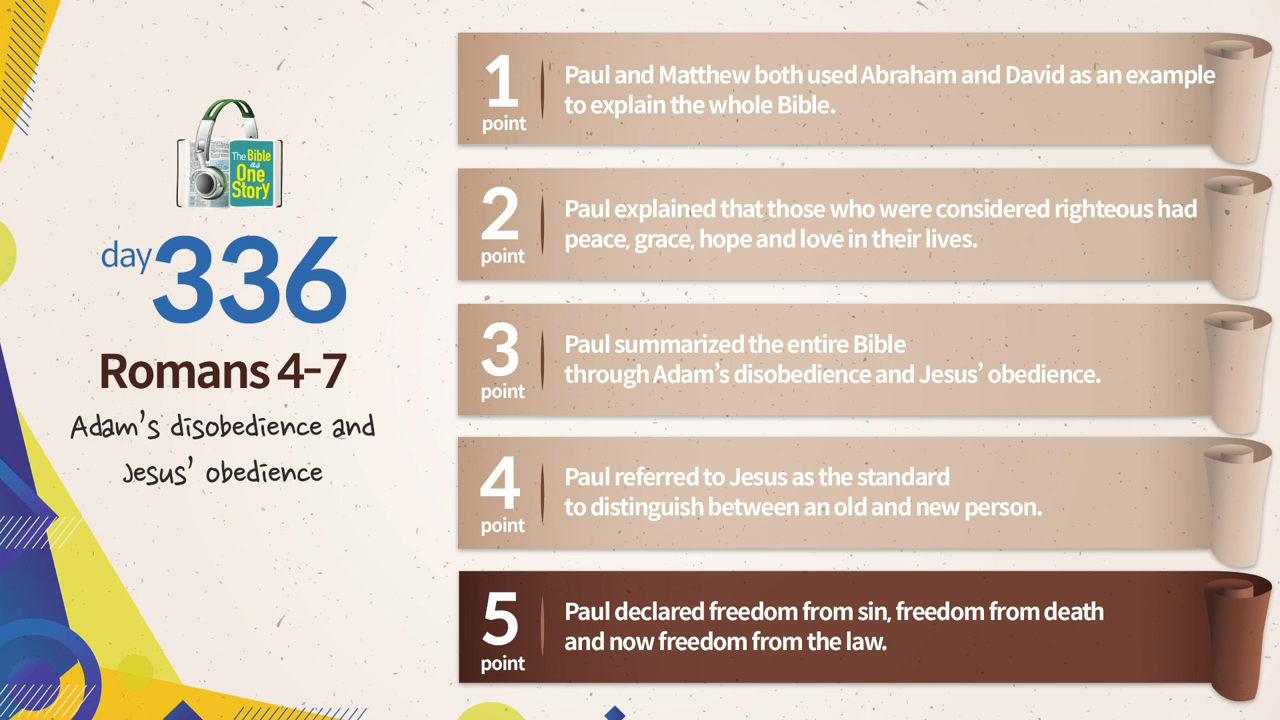 The Bible
as
One
Story
day 336
Romans 4-7
Adam's disobedience and
Jesus' obedience
1
point
Paul and Matthew both used Abraham and David as an example
to explain the whole Bible.
2
point
Paul explained that those who were considered righteous had
peace, grace, hope and love in their lives.
3
point
Paul summarized the entire Bible
through Adam's disobedience and Jesus' obedience.
4
point
Paul referred to Jesus as the standard
to distinguish between an old and new person.
5
point
Paul declared freedom from sin, freedom from death
and now freedom from the law.